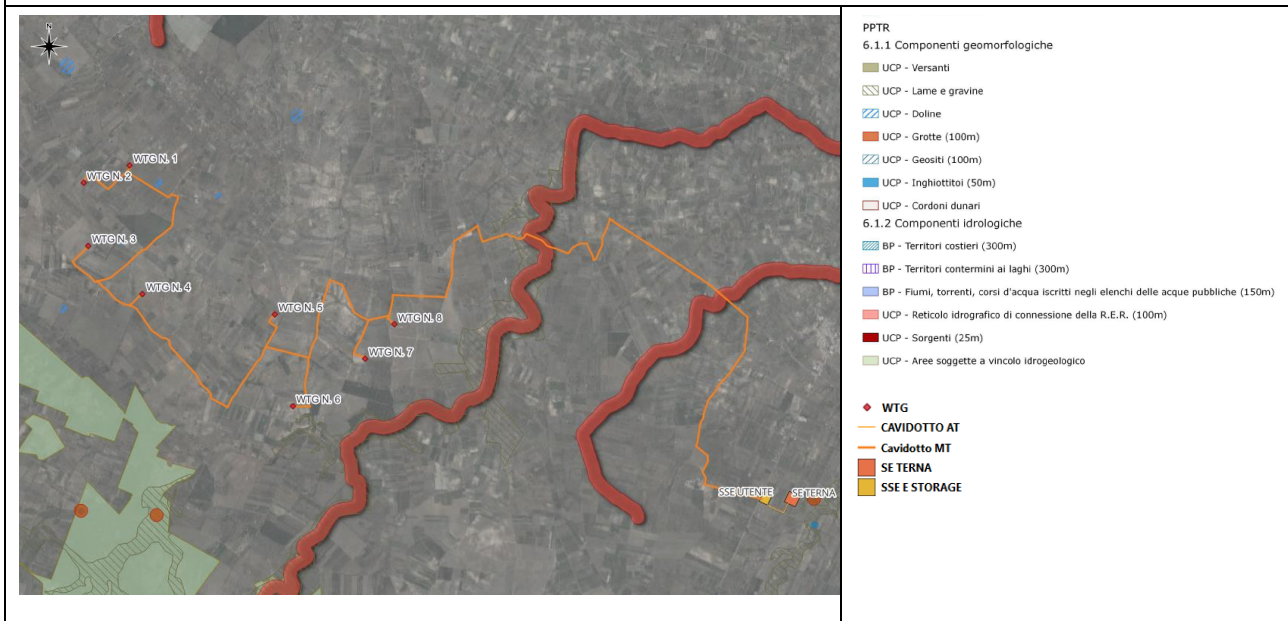 N
WTG N. 1
WTG N. 2
WTG N. 3
WTG N. 4
WTG N. 5
WTG N. 8
WTG N. 7
WTG N. 6
SSE UTENTE
SE TERNA
PPTR
6.1.1 Componenti geomorfologiche
UCP - Versanti
UCP - Lame e gravine
UCP - Doline
UCP - Grotte (100m)
UCP - Geositi (100m)
UCP - Inghiottitoi (50m)
UCP - Cordoni dunari
6.1.2 Componenti idrologiche
BP - Territori costieri (300m)
BP - Territori contermini ai laghi (300m)
BP - Fiumi, torrenti, corsi d'acqua iscritti negli elenchi delle acque pubbliche (150m)
UCP - Reticolo idrografico di connessione della R.E.R. (100m)
UCP - Sorgenti (25m)
UCP - Aree soggette a vincolo idrogeologico
WTG
CAVIDOTTO AT
Cavidotto MT
SE TERNA
SSE E STORAGE